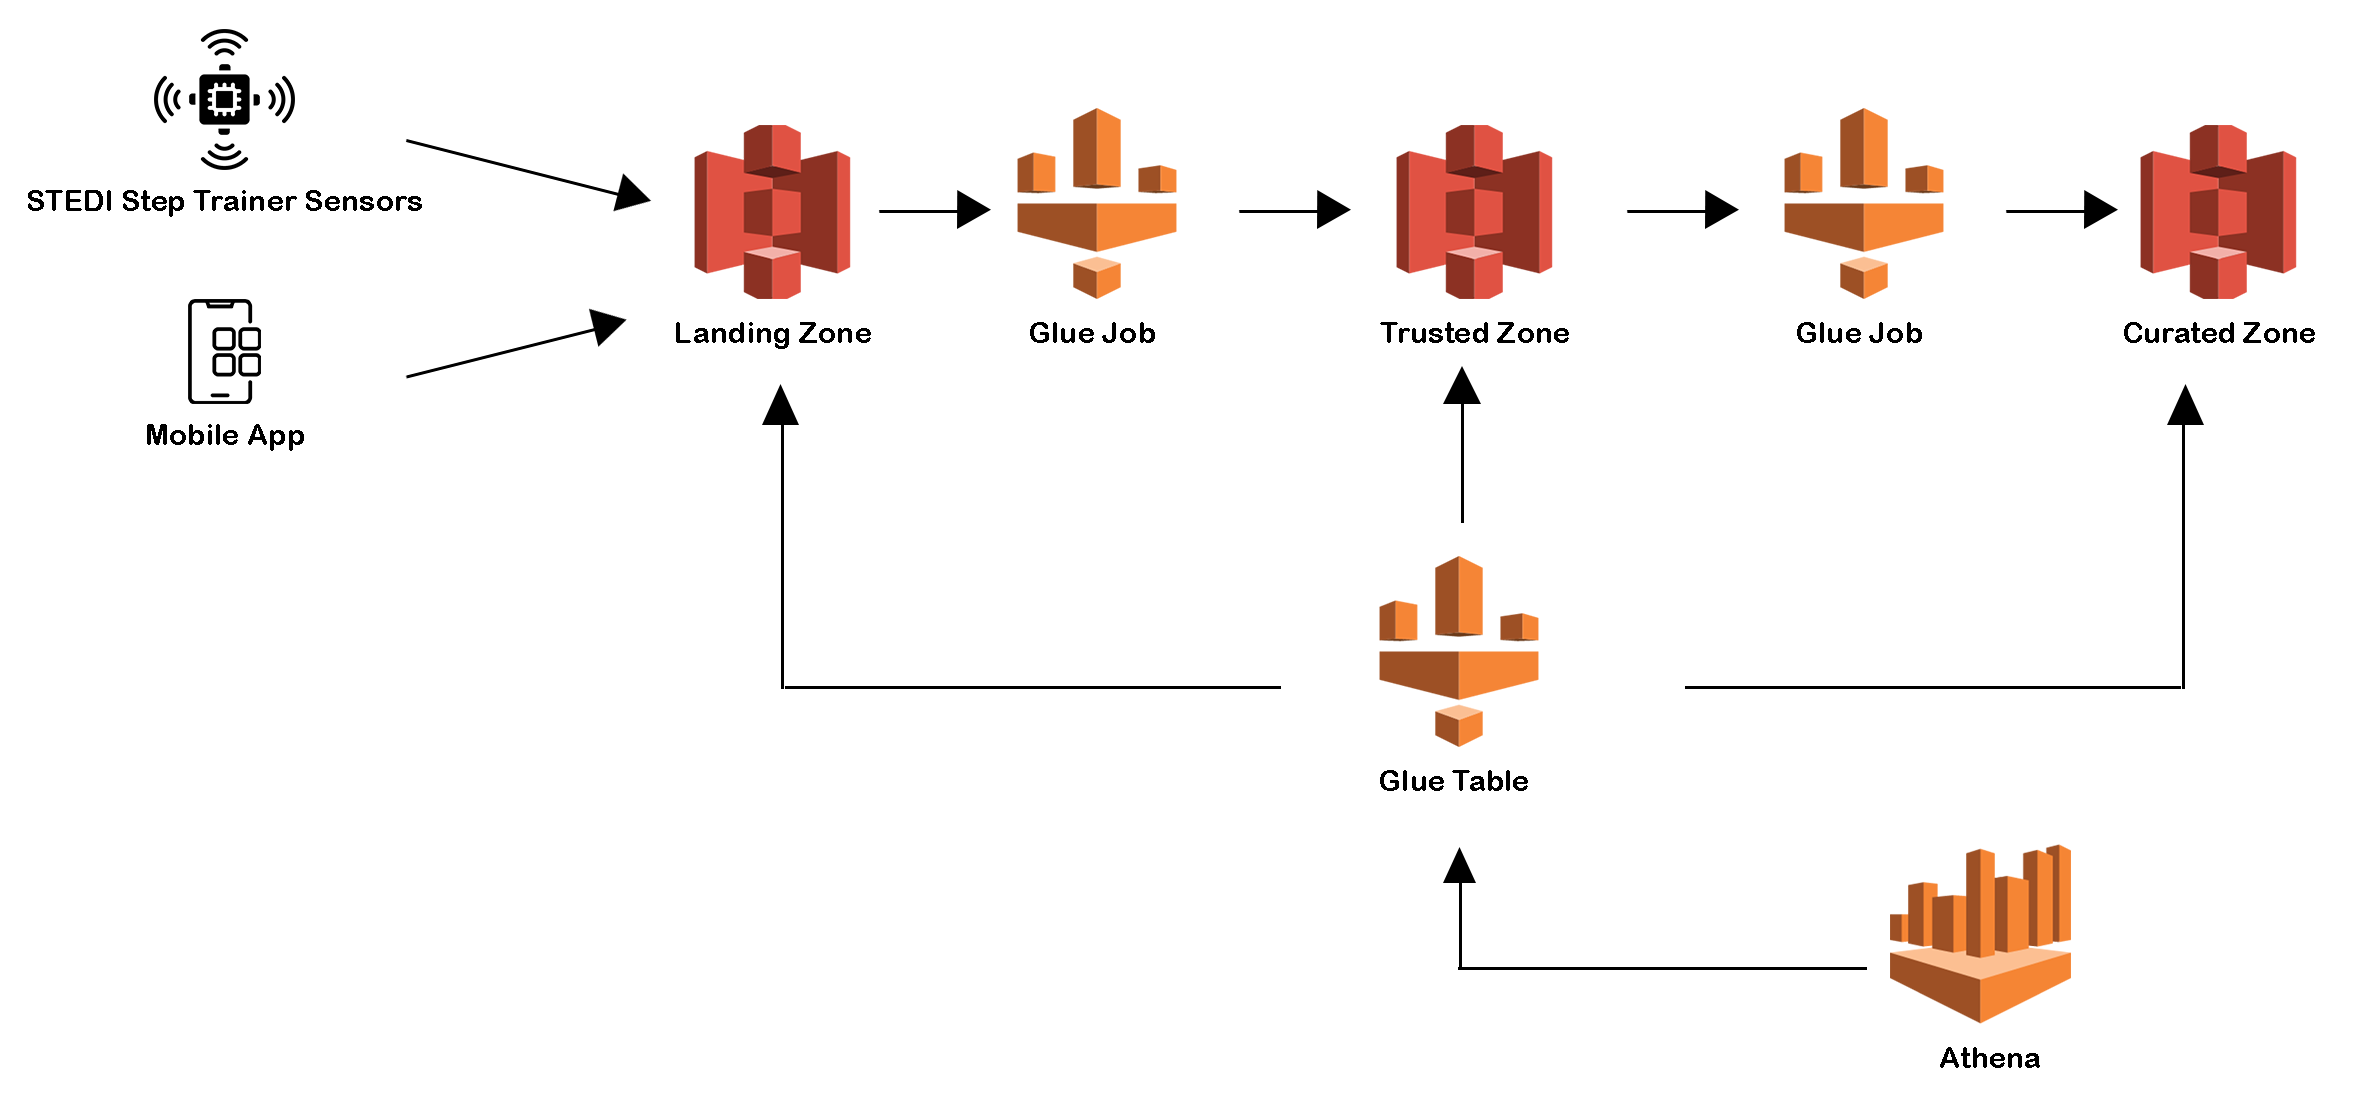 STEDI Step Trainer Sensors
Mobile App
Landing Zone
Glue Job
Trusted Zone
Glue Job
Curated Zone
Glue Table
Athena